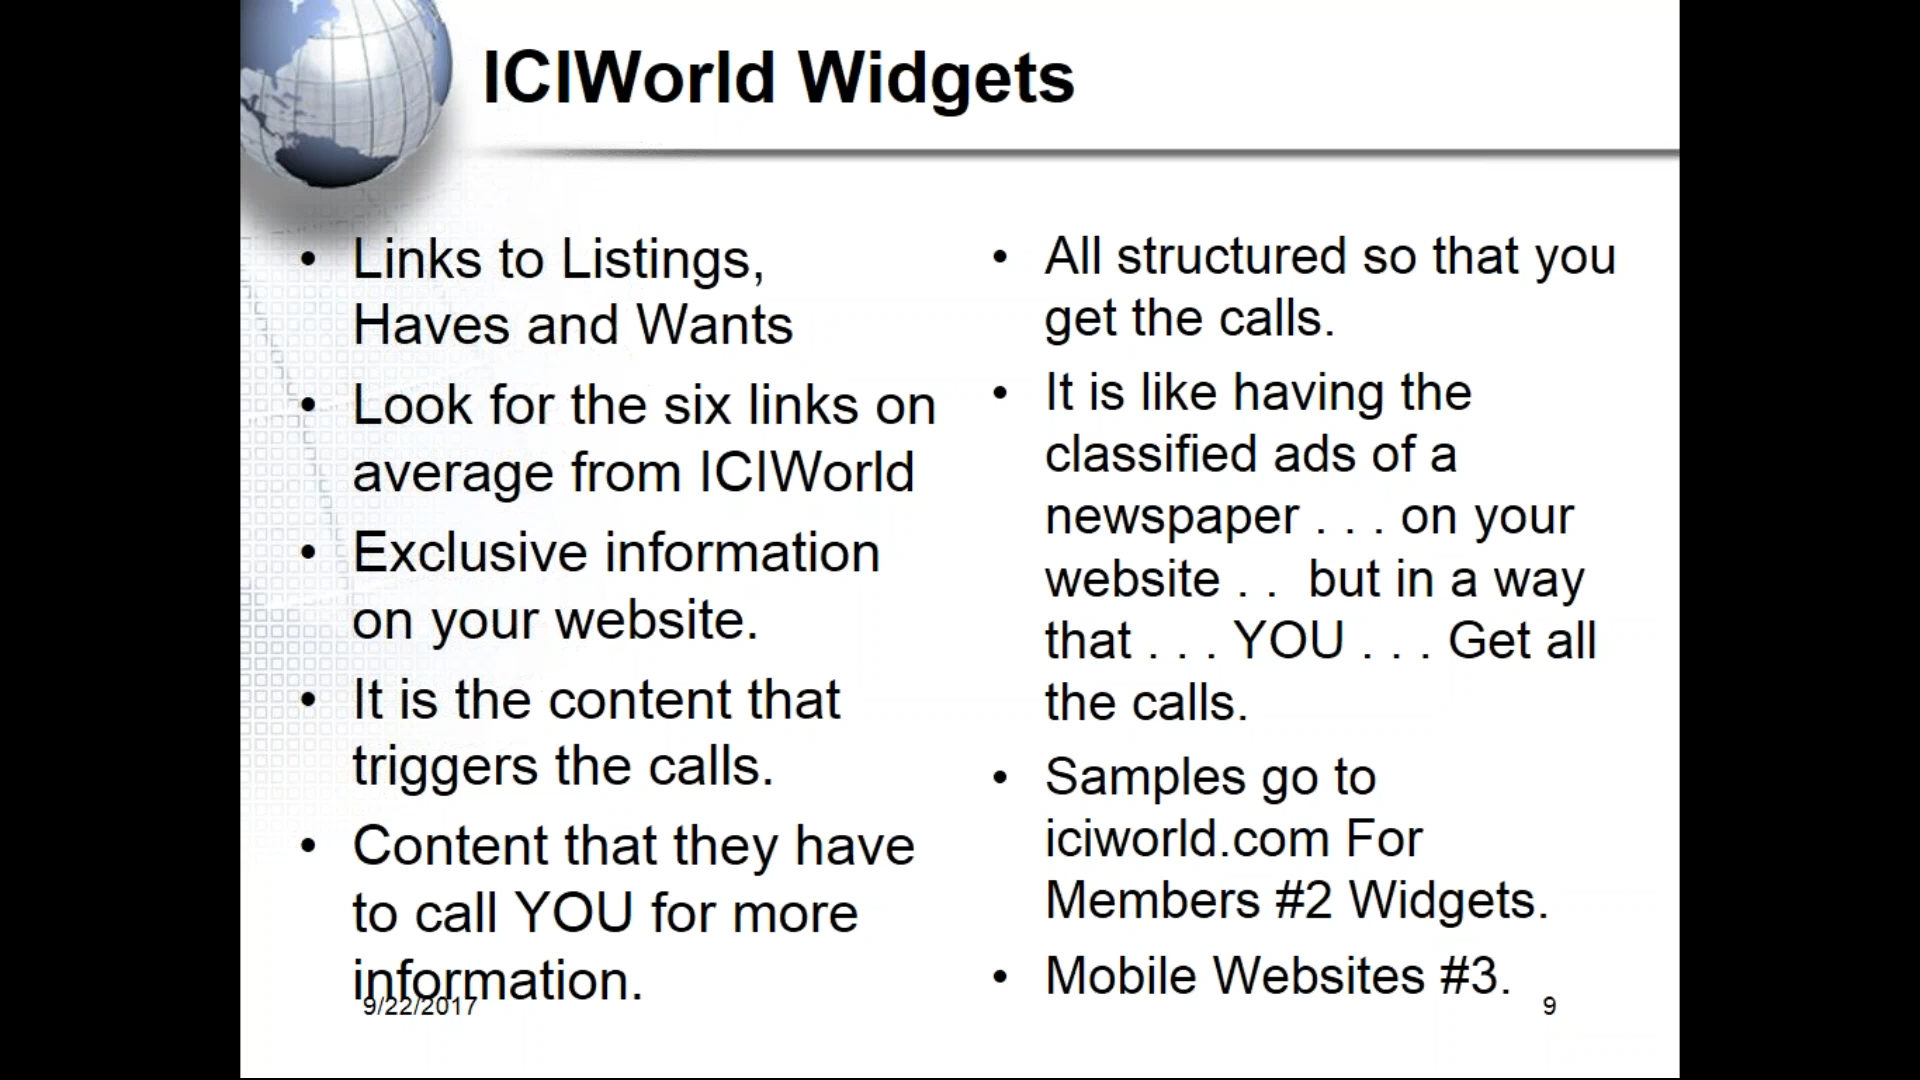 ICIWorld Widgets
• Links to Listings,
Haves and Wants
• Look for the six links on
average from ICIWorld
• Exclusive information
on your website.
• It is the content that
triggers the calls.
• Content that they have
to call YOU for more
information.
• All structured so that you
get the calls.
• It is like having the
classified ads of a
newspaper . . . on your
website . .  but in a way
that . . . YOU . . . Get all
the calls.
• Samples go to
iciworld.com For
Members #2 Widgets.
• Mobile Websites #3.
9/22/2017
9